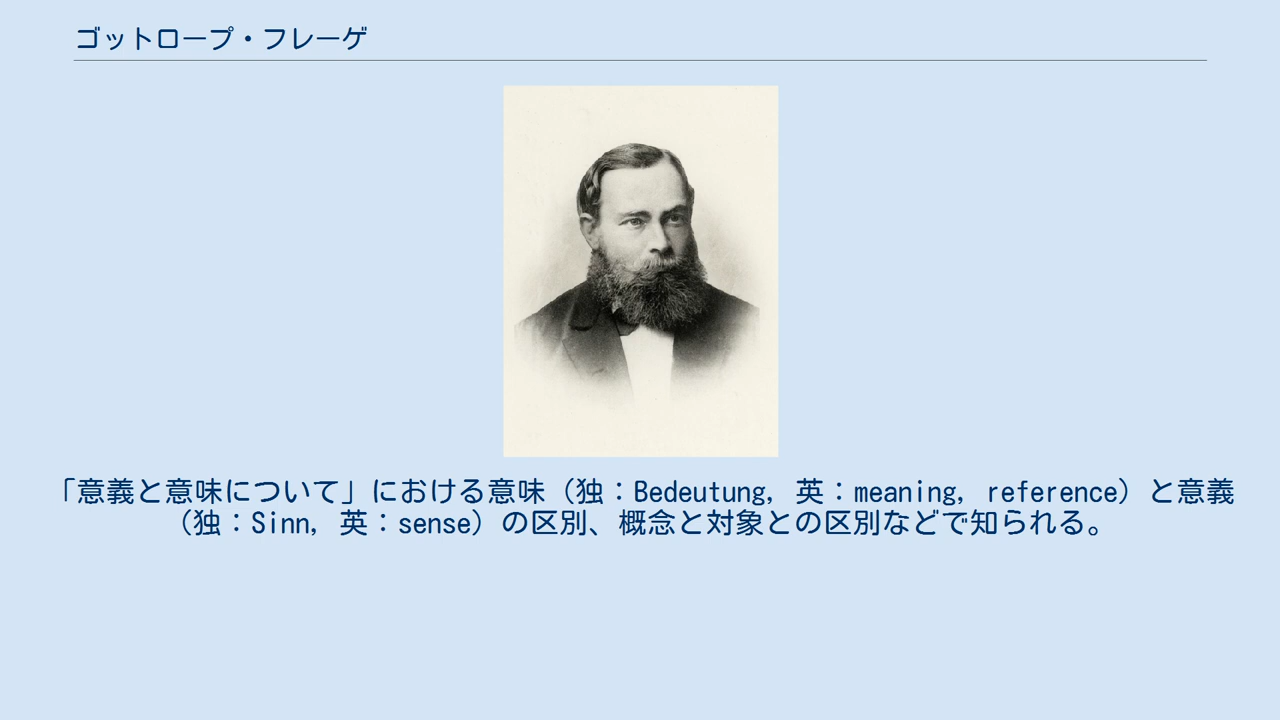 ゴットロープ・フレーゲ
「意義と意味について」における意味（独：Bedeutung, 英：meaning, reference）と意義
（独：Sinn, 英：sense）の区別、概念と対象との区別などで知られる。